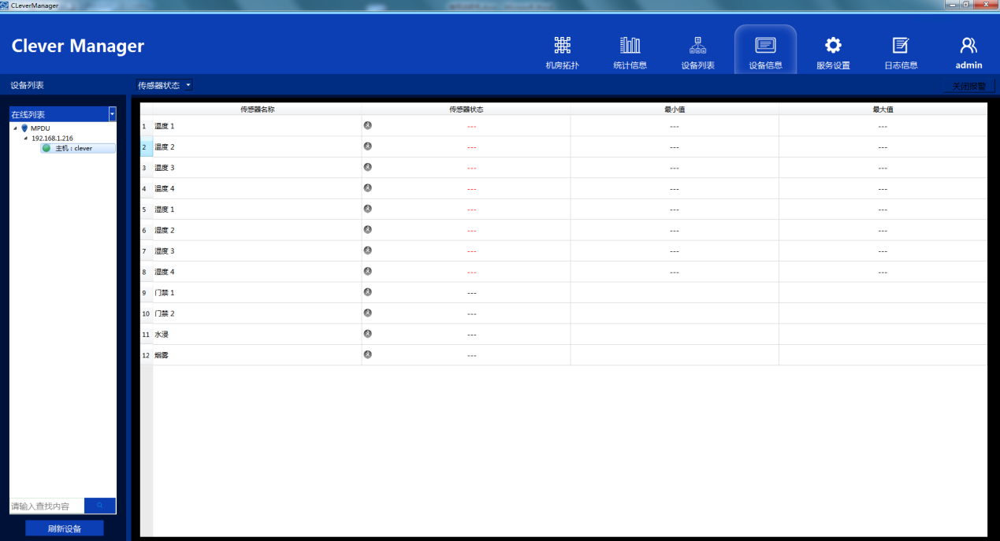 CLeverManager
Clever Manager
机房拓扑 统计信息 设备列表 设备信息 服务设置 日志信息 admin
设备列表 传感器状态 关闭报警
在线列表
MPDU
192.168.1.216
主机：clever
传感器名称 传感器状态 最小值 最大值
1 温度 1 --- --- ---
2 温度 2 --- --- ---
3 温度 3 --- --- ---
4 温度 4 --- --- ---
5 湿度 1 --- --- ---
6 湿度 2 --- --- ---
7 湿度 3 --- --- ---
8 湿度 4 --- --- ---
9 门禁 1 ---
10 门禁 2 ---
11 水浸 ---
12 烟雾 ---
请输入查找内容
刷新设备